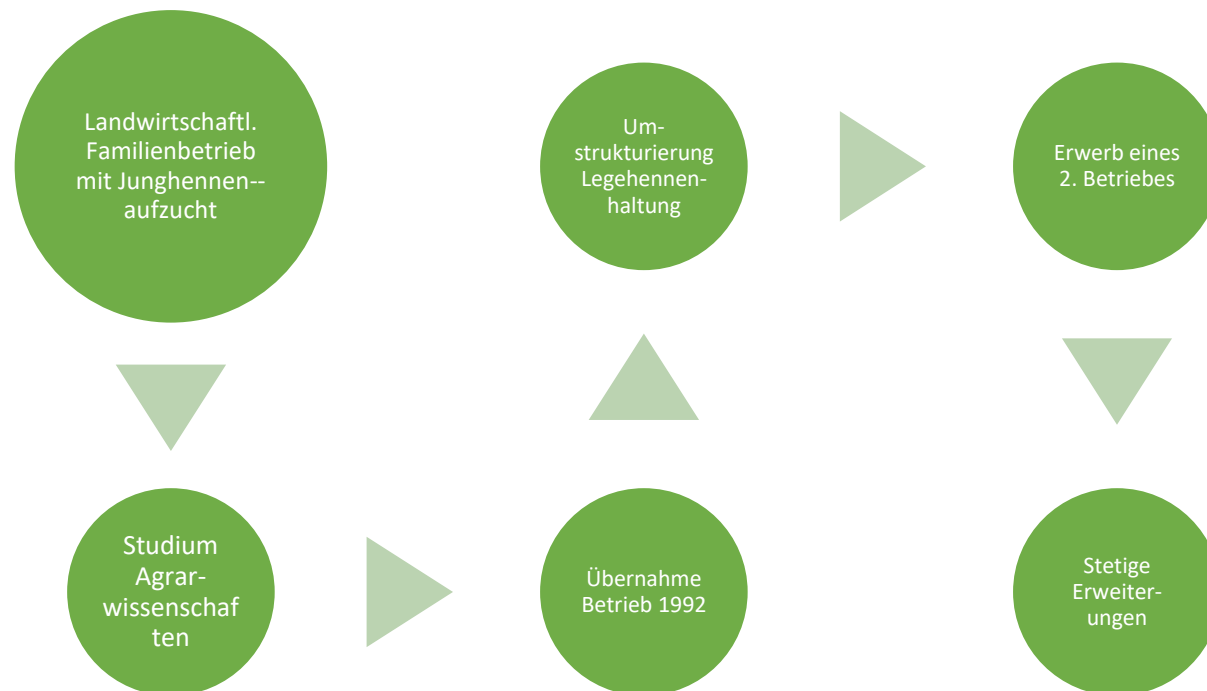 Landwirtschaftl.
Familienbetrieb
mit Junghennen--
aufzucht
Studium
Agrar-
wissenschaf
ten
Übernahme
Betrieb 1992
Um-
strukturierung
Legehennen-
haltung
Erwerb eines
2. Betriebes
Stetige
Erweiter-
ungen